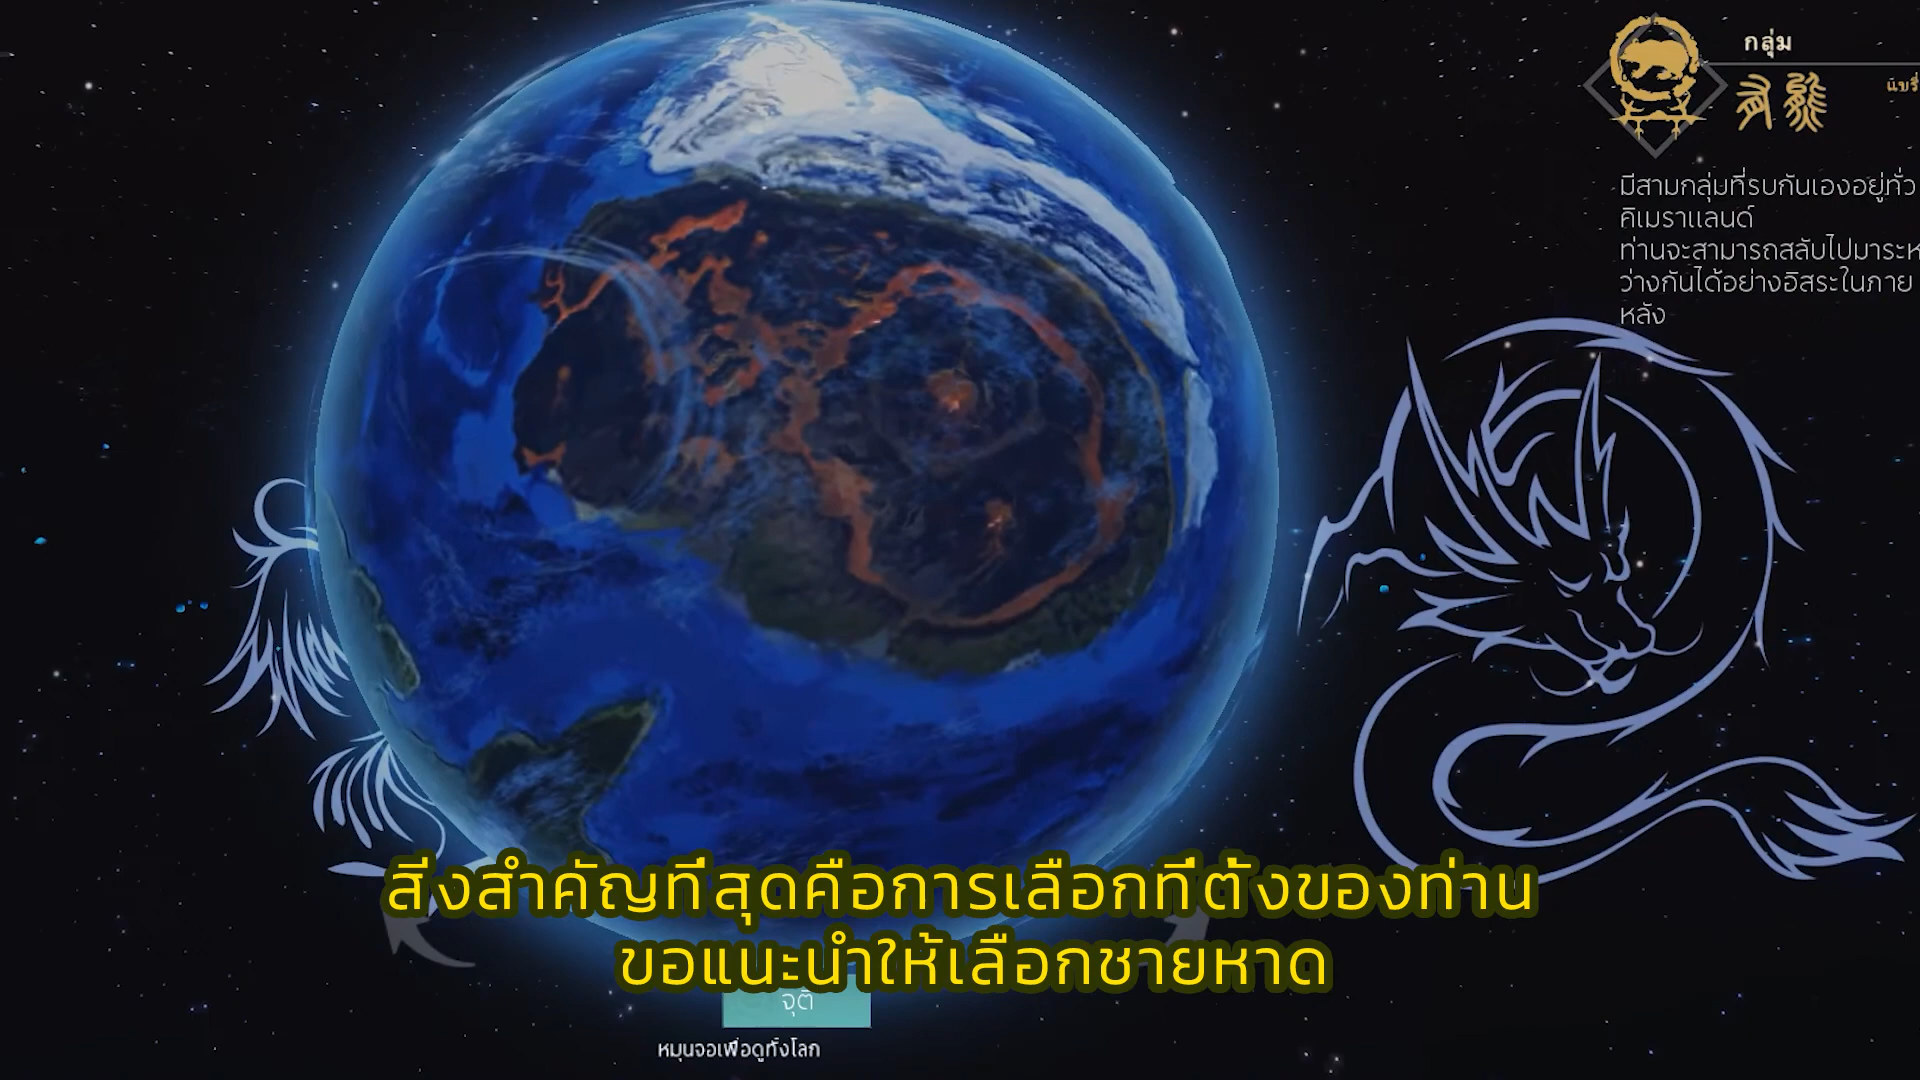 กลุ่ม
มีสามกลุ่มที่รบกันเองอยู่ทั่ว
คิเมราแลนด์
ท่านจะสามารถสลับไปมาระห
ว่างกันได้อย่างอิสระในภาย
หลัง
สิ่งสำคัญที่สุดคือการเลือกที่ตั้งของท่าน
ขอแนะนำให้เลือกชายหาด
จุติ
หมุนจอเพื่อดูทั้งโลก